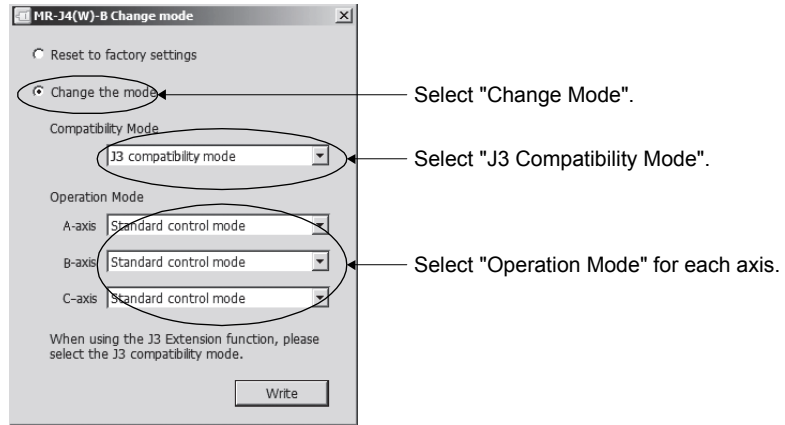 MR-J4(W)-B Change mode
Reset to factory settings
Change the mode
Select "Change Mode".
Compatibility Mode
J3 compatibility mode
Select "J3 Compatibility Mode".
Operation Mode
A-axis Standard control mode
B-axis Standard control mode
Select "Operation Mode" for each axis.
C-axis Standard control mode
When using the J3 Extension function, please
select the J3 compatibility mode.
Write